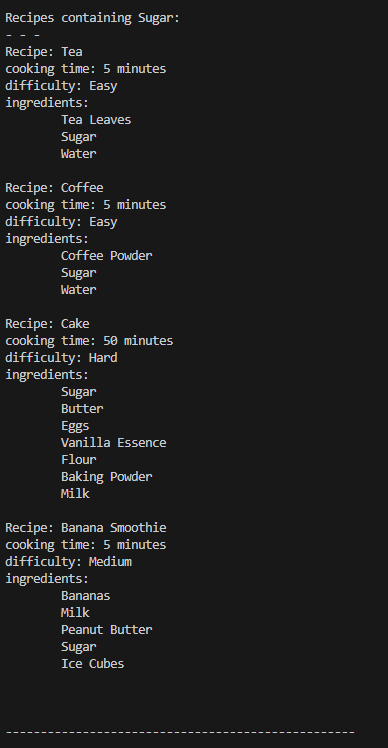 Recipes containing Sugar:
- - -
Recipe: Tea
cooking time: 5 minutes
difficulty: Easy
ingredients:
Tea Leaves
Sugar
Water
Recipe: Coffee
cooking time: 5 minutes
difficulty: Easy
ingredients:
Coffee Powder
Sugar
Water
Recipe: Cake
cooking time: 50 minutes
difficulty: Hard
ingredients:
Sugar
Butter
Eggs
Vanilla Essence
Flour
Baking Powder
Milk
Recipe: Banana Smoothie
cooking time: 5 minutes
difficulty: Medium
ingredients:
Bananas
Milk
Peanut Butter
Sugar
Ice Cubes
--------------------------------------------------